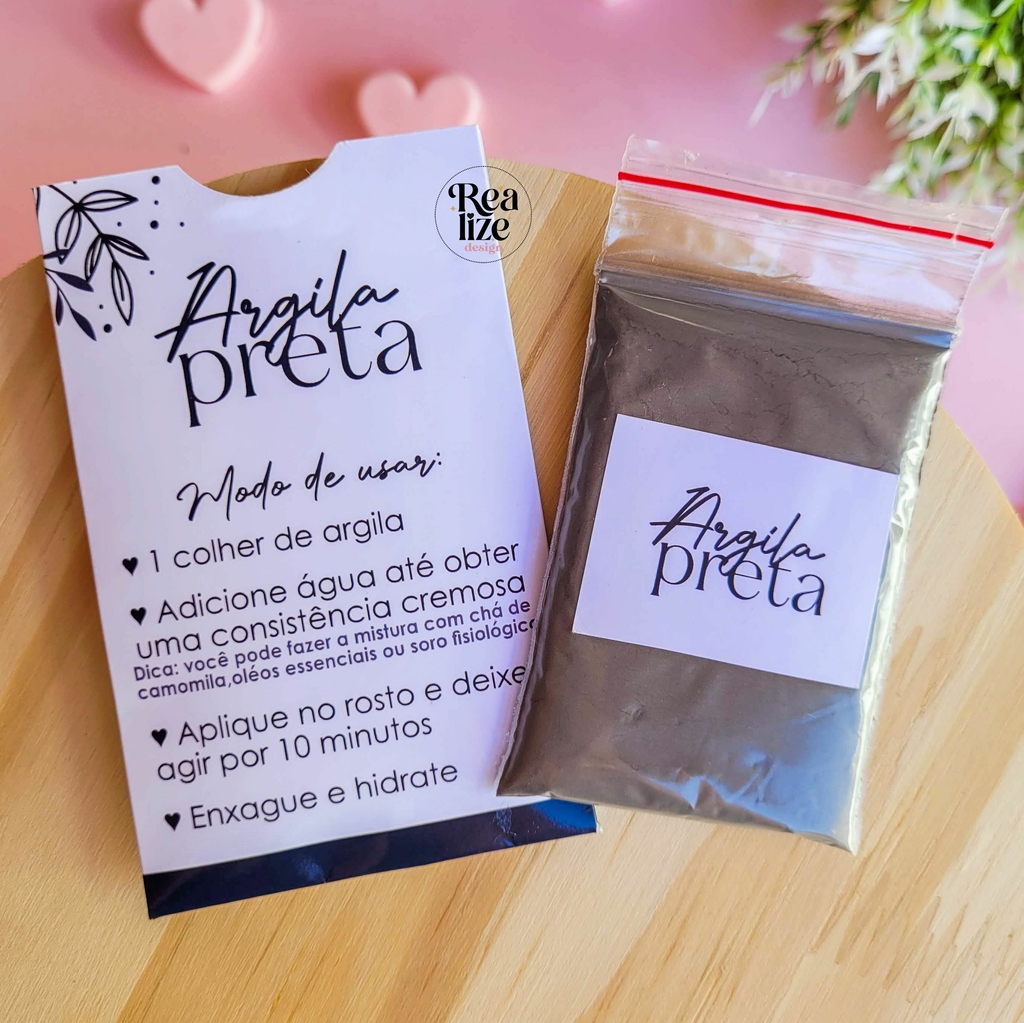 Rea
lize
design
Argila
preta
Modo de usar:
♥ 1 colher de argila
♥ Adicione água até obter
uma consistência cremosa
Dica: você pode fazer a mistura com chá de
camomila,oléos essenciais ou soro fisiológico
♥ Aplique no rosto e deixe
agir por 10 minutos
♥ Enxague e hidrate
Argila
preta